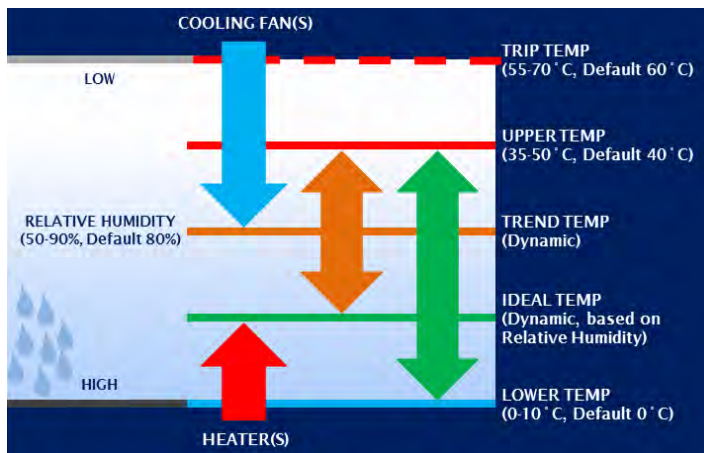 COOLING FAN(S)
TRIP TEMP
(55-70˚C, Default 60˚C)
LOW
UPPER TEMP
(35-50˚C, Default 40˚C)
RELATIVE HUMIDITY
(50-90%, Default 80%)
TREND TEMP
(Dynamic)
IDEAL TEMP
(Dynamic, based on
Relative Humidity)
HIGH
LOWER TEMP
(0-10˚C, Default 0˚C)
HEATER(S)